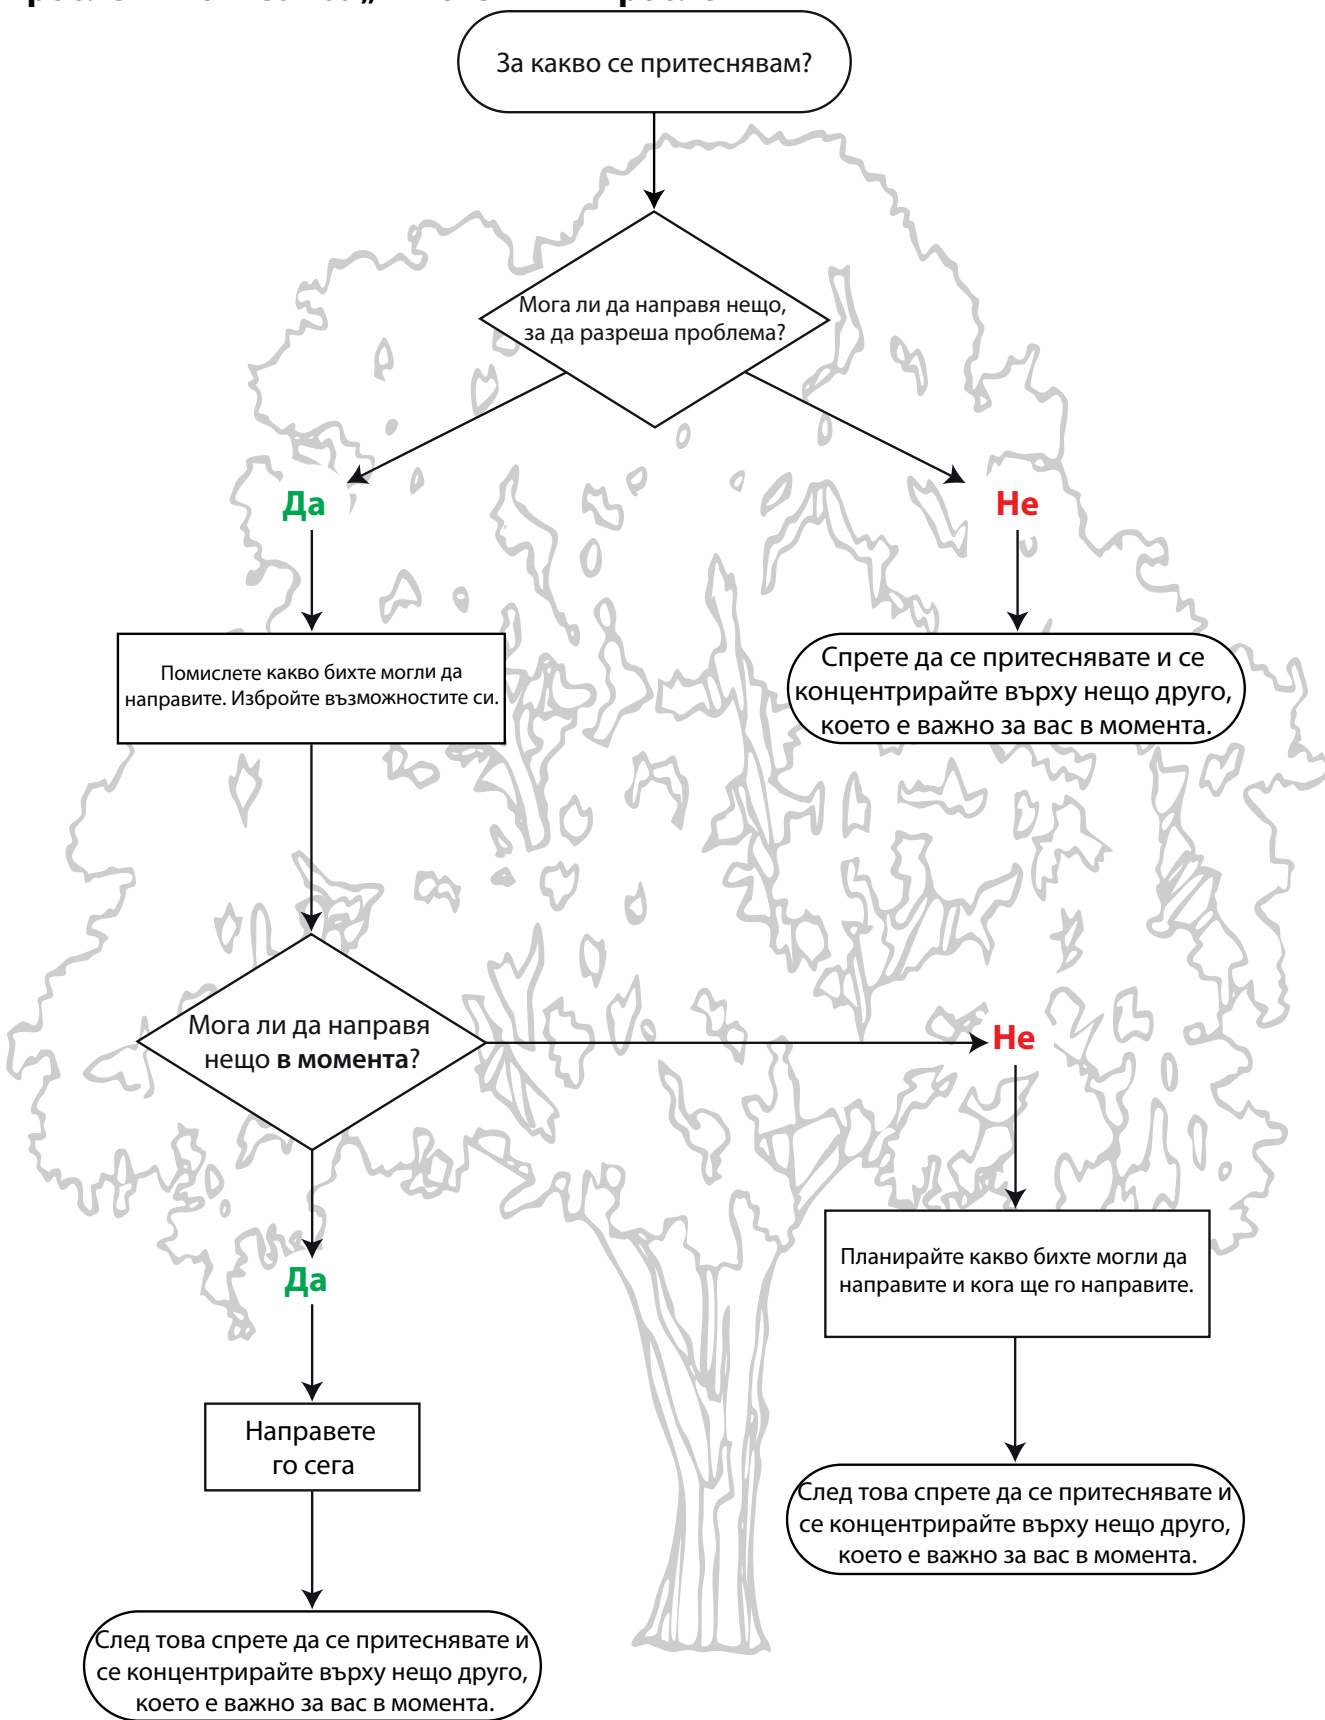 За какво се притеснявам?
Мога ли да направя нещо,
за да разреша проблема?
Да
Не
Помислете какво бихте могли да
направите. Избройте възможностите си.
Спрете да се притеснявате и се
концентрирайте върху нещо друго,
което е важно за вас в момента.
Мога ли да направя
нещо в момента?
Не
Да
Планирайте какво бихте могли да
направите и кога ще го направите.
Направете
го сега
След това спрете да се притеснявате и
се концентрирайте върху нещо друго,
което е важно за вас в момента.
След това спрете да се притеснявате и
се концентрирайте върху нещо друго,
което е важно за вас в момента.